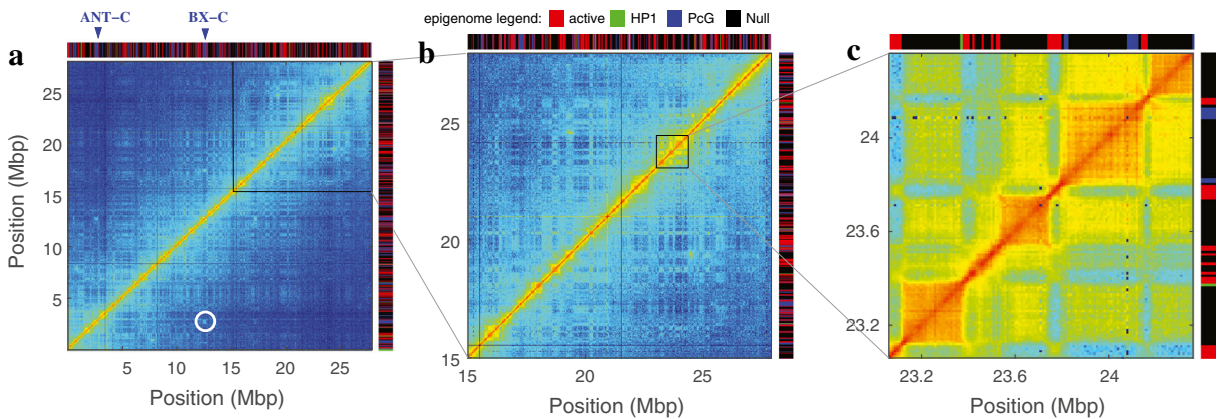 ANT-C BX-C epigenome legend: active HP1 PcG Null
a b c
25
20
15
10
5
Position (Mbp)
5 10 15 20 25
Position (Mbp)
25
20
15
Position (Mbp)
15 20 25
Position (Mbp)
24
23.6
23.2
23.2 23.6 24
Position (Mbp)